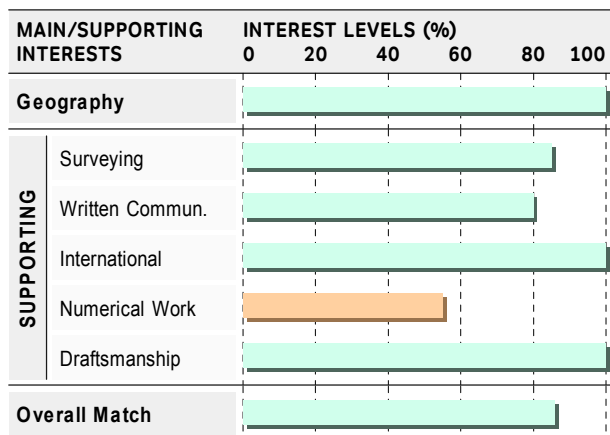 MAIN/SUPPORTING INTERESTS
INTEREST LEVELS (%)
0 20 40 60 80 100
Geography
SUPPORTING
Surveying
Written Commun.
International
Numerical Work
Draftsmanship
Overall Match